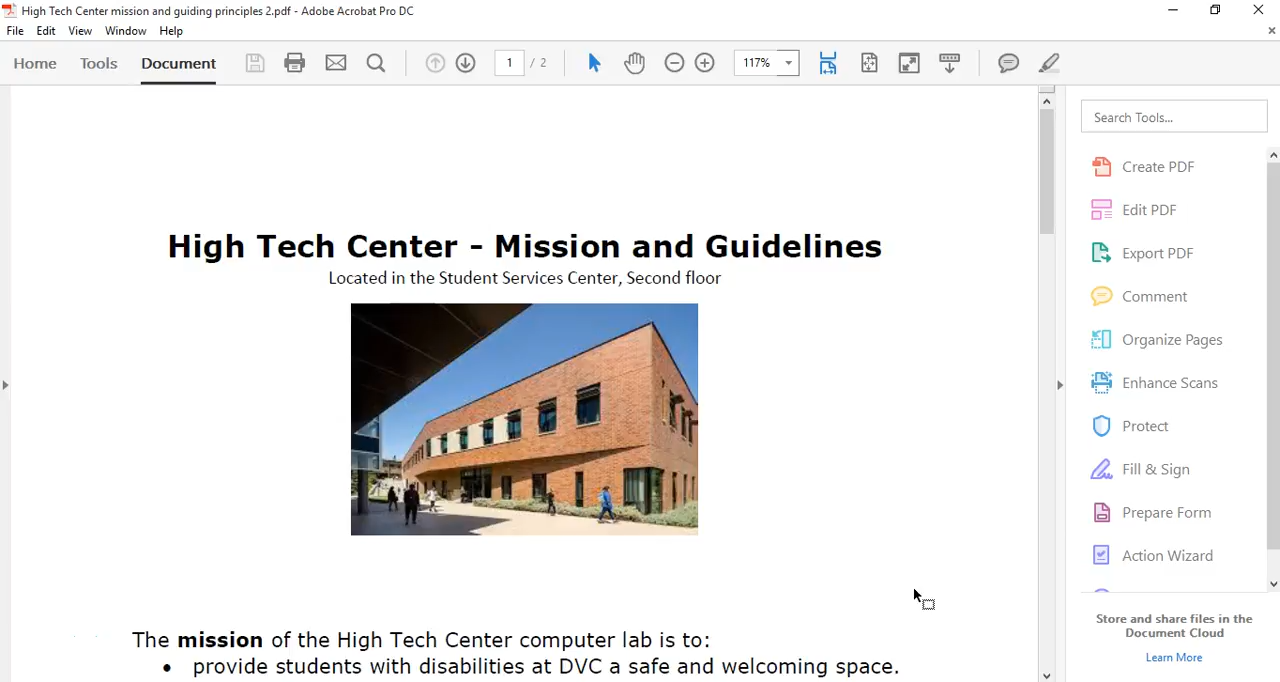 High Tech Center mission and guiding principles 2.pdf - Adobe Acrobat Pro DC
File Edit View Window Help
Home Tools Document 1 / 2 117%
Search Tools...
Create PDF
Edit PDF
Export PDF
Comment
Organize Pages
Enhance Scans
Protect
Fill & Sign
Prepare Form
Action Wizard
Store and share files in the
Document Cloud
Learn More
High Tech Center - Mission and Guidelines
Located in the Student Services Center, Second floor
The mission of the High Tech Center computer lab is to:
• provide students with disabilities at DVC a safe and welcoming space.